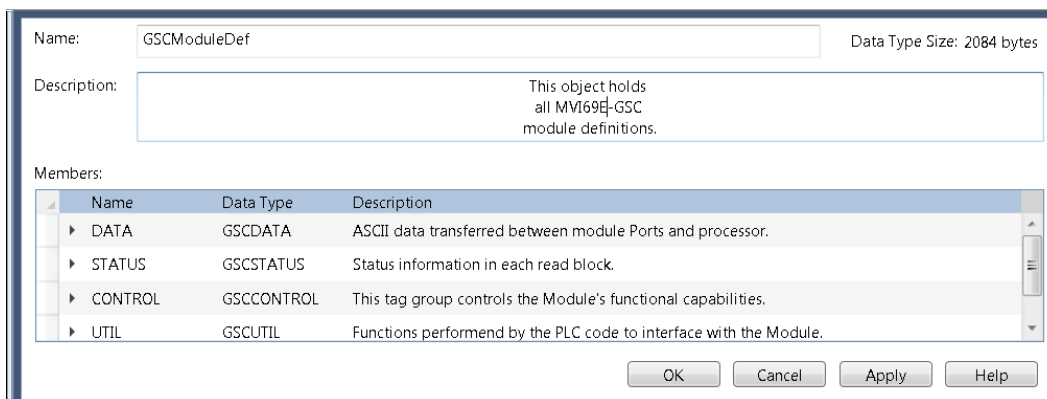 Name: GSCModuleDef Data Type Size: 2084 bytes
Description: This object holds
all MVI69E-GSC
module definitions.
Members:
Name Data Type Description
DATA GSCDATA ASCII data transferred between module Ports and processor.
STATUS GSCSTATUS Status information in each read block.
CONTROL GSCCONTROL This tag group controls the Module's functional capabilities.
UTIL GSCUTIL Functions performend by the PLC code to interface with the Module.
OK Cancel Apply Help